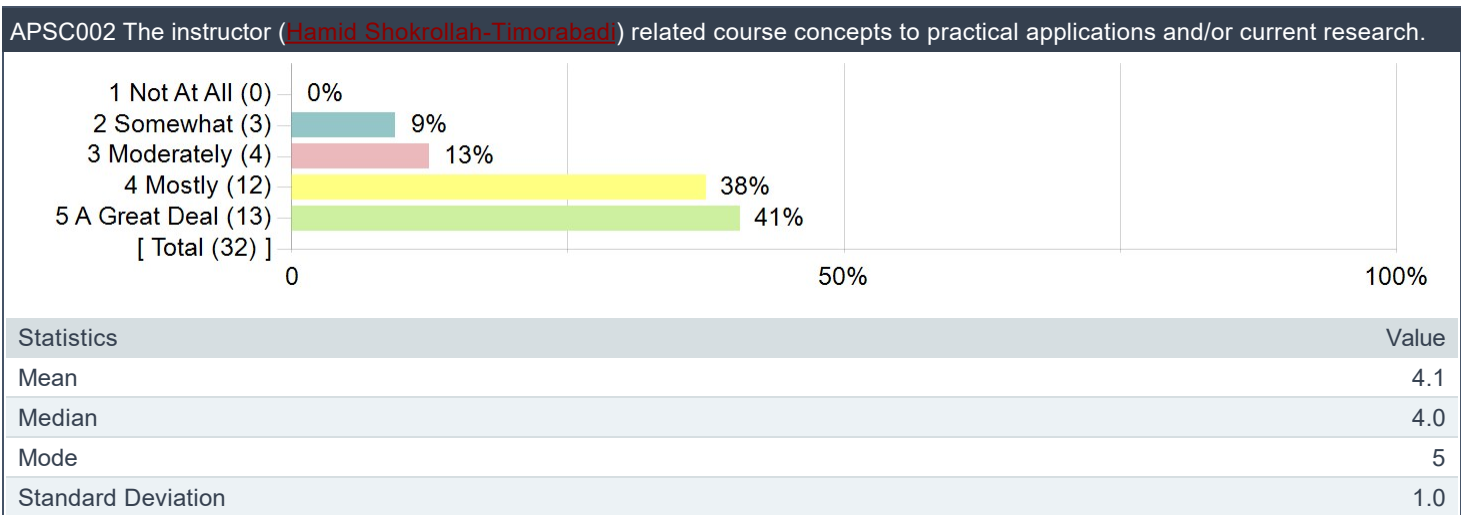 APSC002 The instructor (Hamid Shokrollah-Timorabadi) related course concepts to practical applications and/or current research.
1 Not At All (0) 0%
2 Somewhat (3) 9%
3 Moderately (4) 13%
4 Mostly (12) 38%
5 A Great Deal (13) 41%
[ Total (32) ]
0 50% 100%
Statistics Value
Mean 4.1
Median 4.0
Mode 5
Standard Deviation 1.0